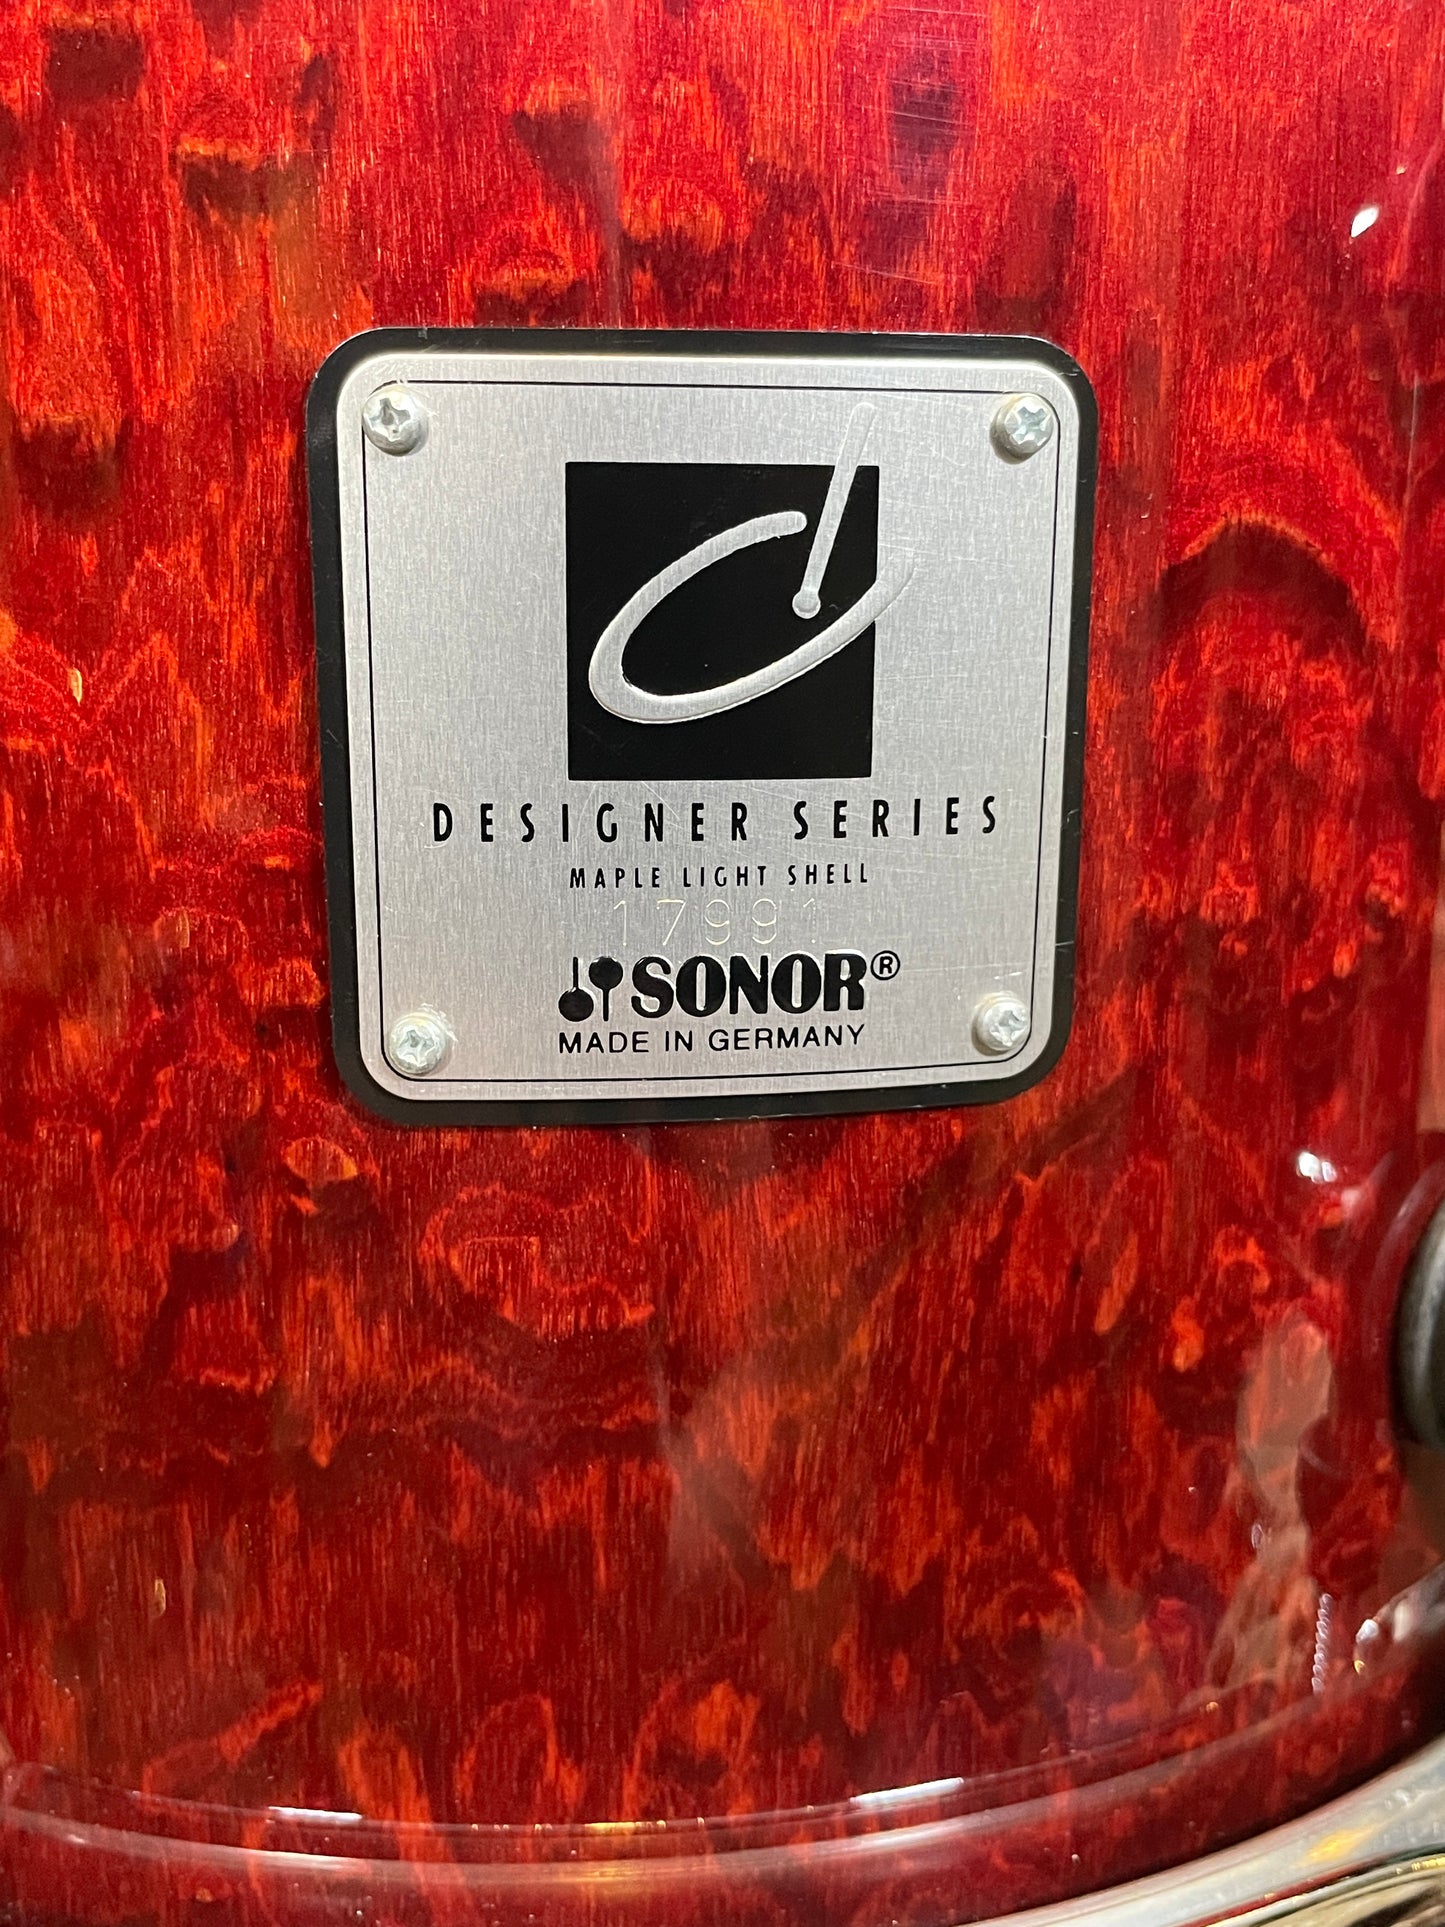 DESIGNER SERIES
MAPLE LIGHT SHELL
17991
SONOR®
MADE IN GERMANY